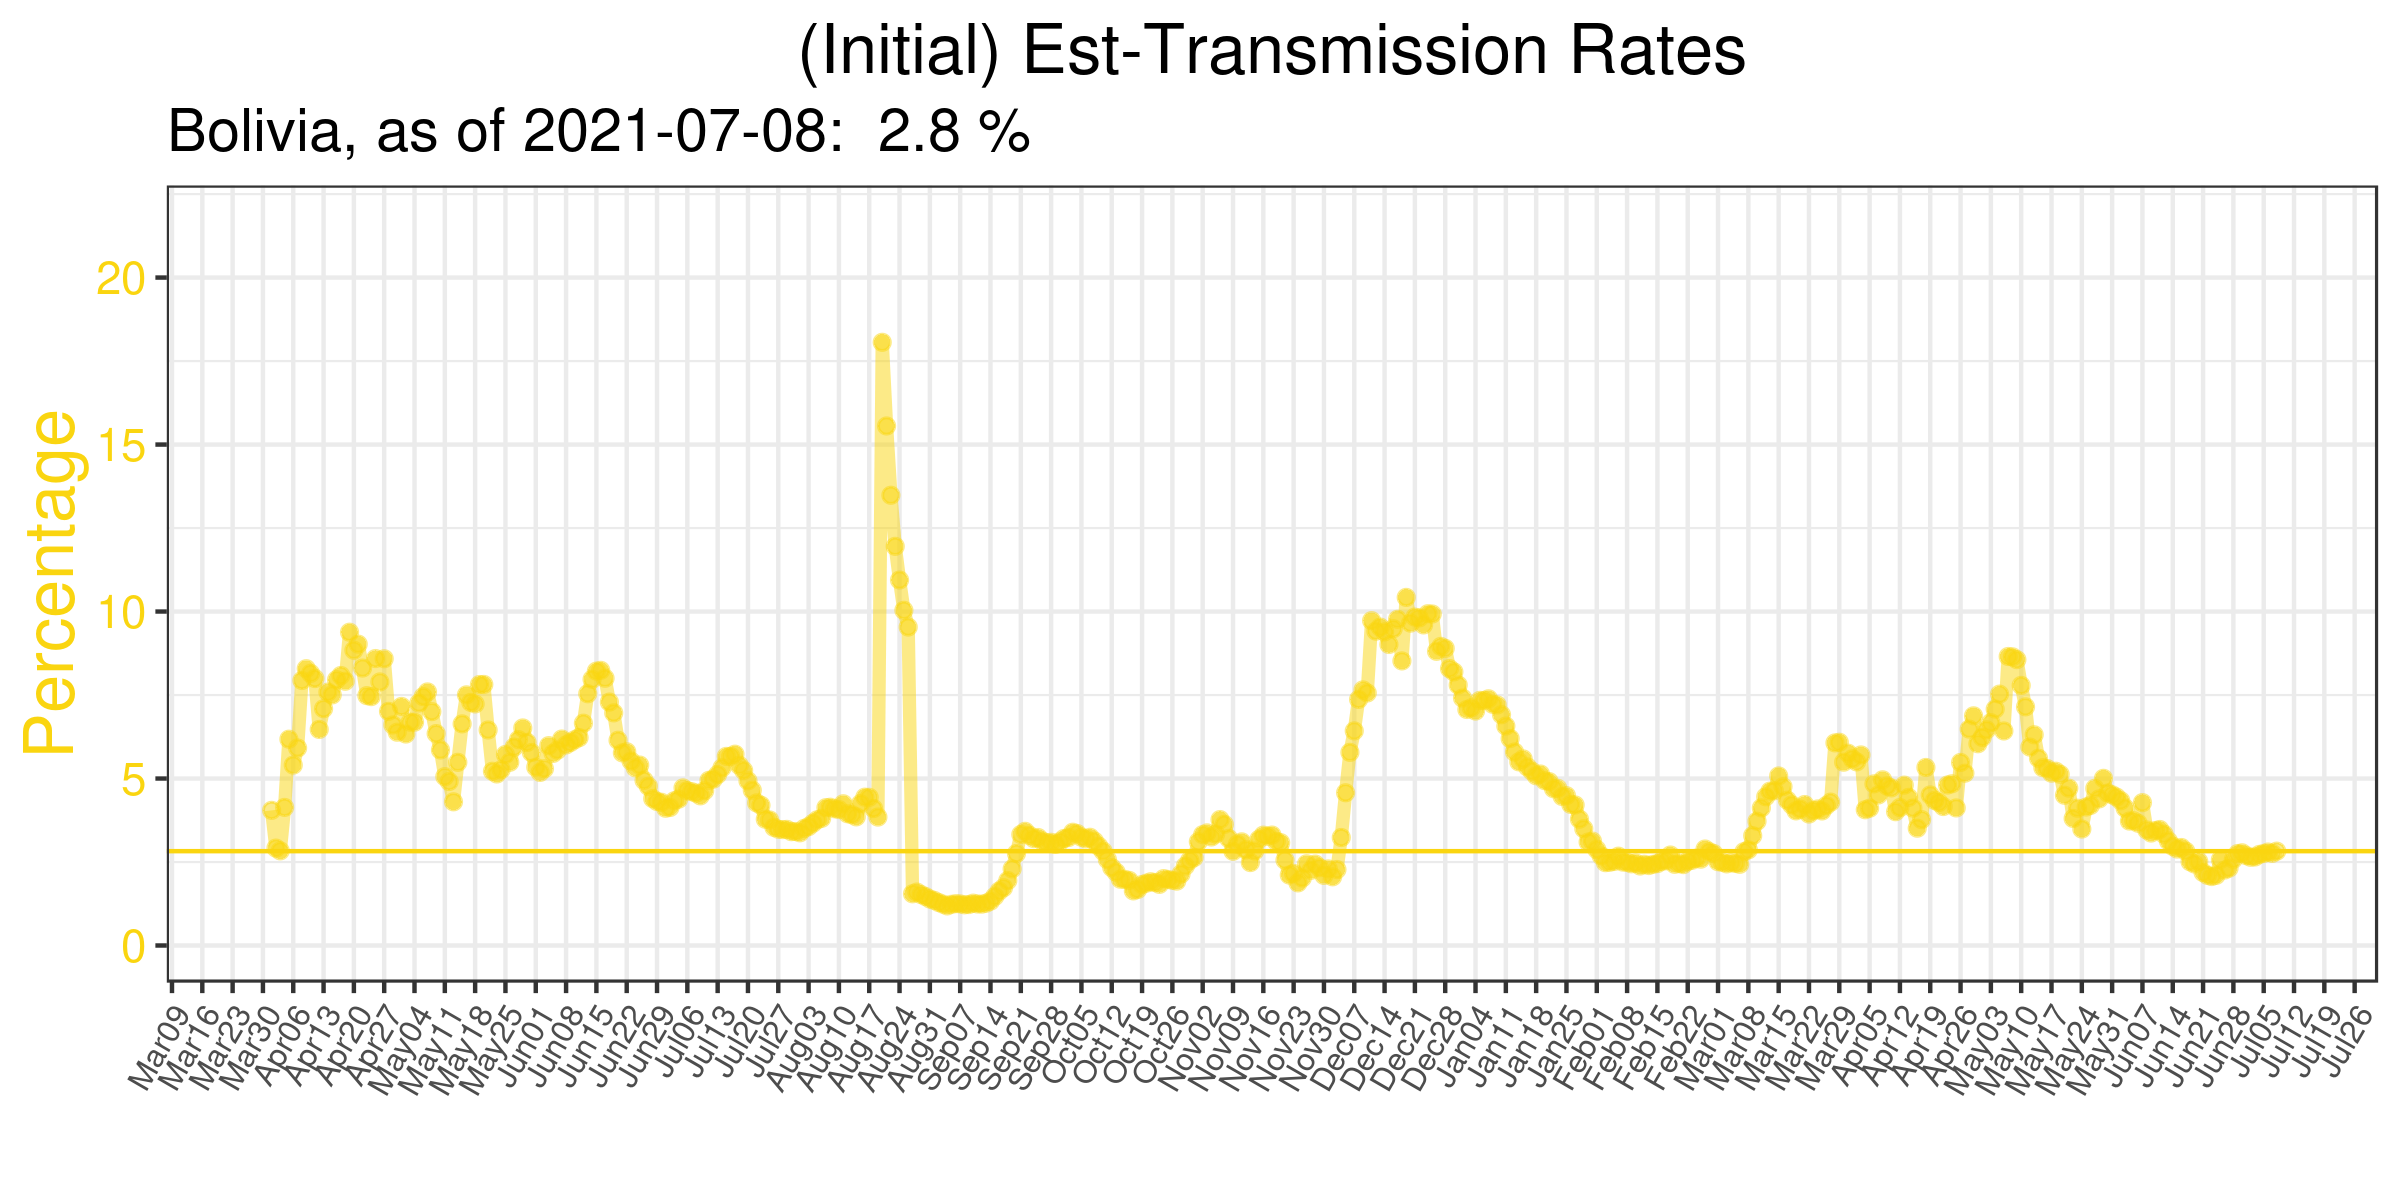 (Initial) Est-Transmission Rates
Bolivia, as of 2021-07-08:  2.8 %
Percentage
20
15
10
5
0
Mar09
Mar16
Mar23
Mar30
Apr06
Apr13
Apr20
Apr27
May04
May11
May18
May25
Jun01
Jun08
Jun15
Jun22
Jun29
Jul06
Jul13
Jul20
Jul27
Aug03
Aug10
Aug17
Aug24
Aug31
Sep07
Sep14
Sep21
Sep28
Oct05
Oct12
Oct19
Oct26
Nov02
Nov09
Nov16
Nov23
Nov30
Dec07
Dec14
Dec21
Dec28
Jan04
Jan11
Jan18
Jan25
Feb01
Feb08
Feb15
Feb22
Mar01
Mar08
Mar15
Mar22
Mar29
Apr05
Apr12
Apr19
Apr26
May03
May10
May17
May24
May31
Jun07
Jun14
Jun21
Jun28
Jul05
Jul12
Jul19
Jul26